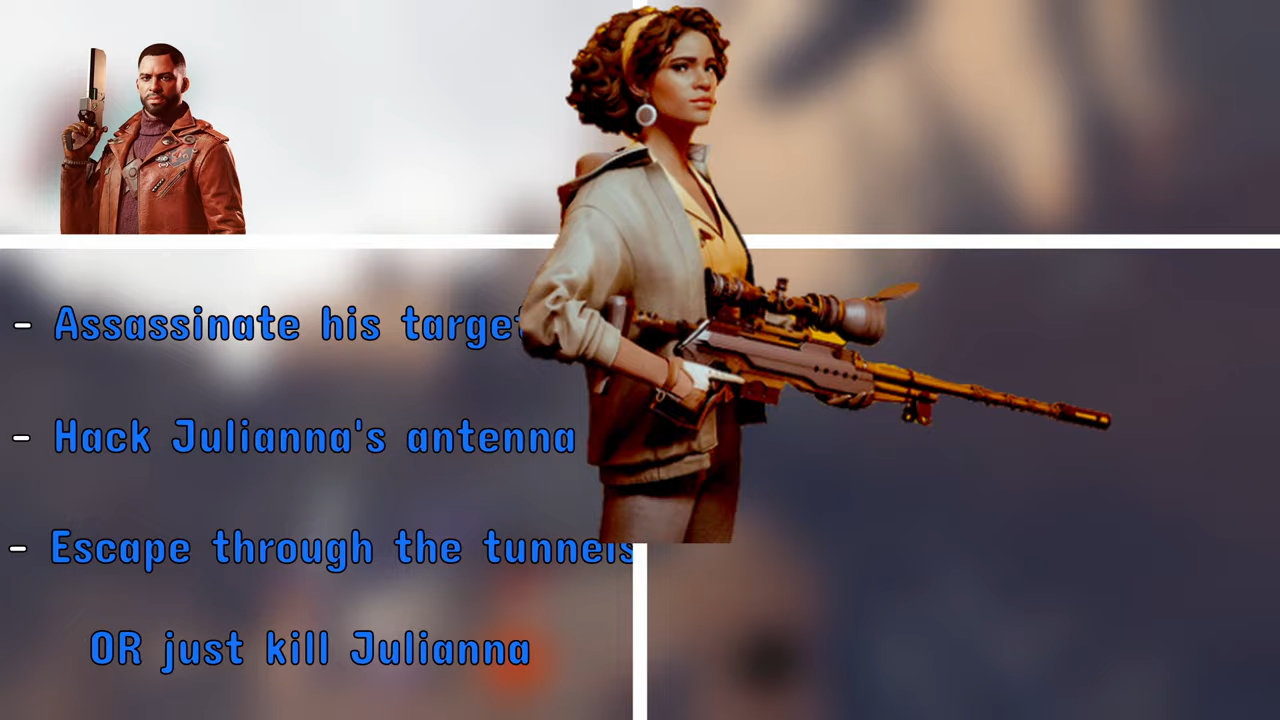 - Assassinate his target
- Hack Julianna's antenna
- Escape through the tunnels
OR just kill Julianna